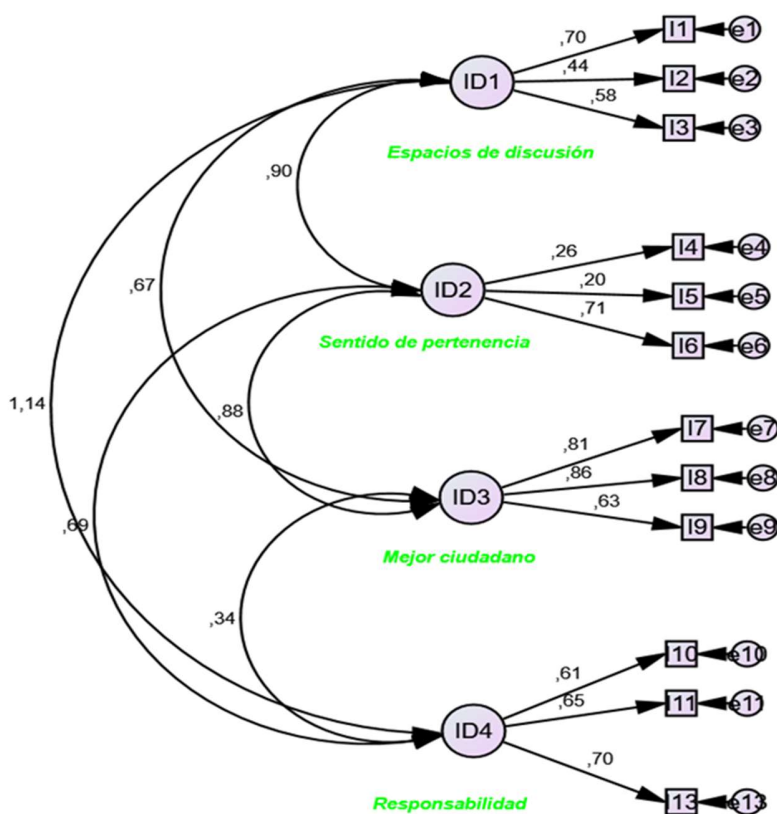 I1
e1
,70
ID1
,44
I2
e2
,58
I3
e3
Espacios de discusión
,90
,26
I4
e4
,67
ID2
,20
I5
e5
,71
I6
e6
Sentido de pertenencia
1,14
,88
,81
I7
e7
ID3
,86
I8
e8
,63
I9
e9
,69
Mejor ciudadano
,34
,61
I10
e10
,65
I11
e11
ID4
,70
I13
e13
Responsabilidad